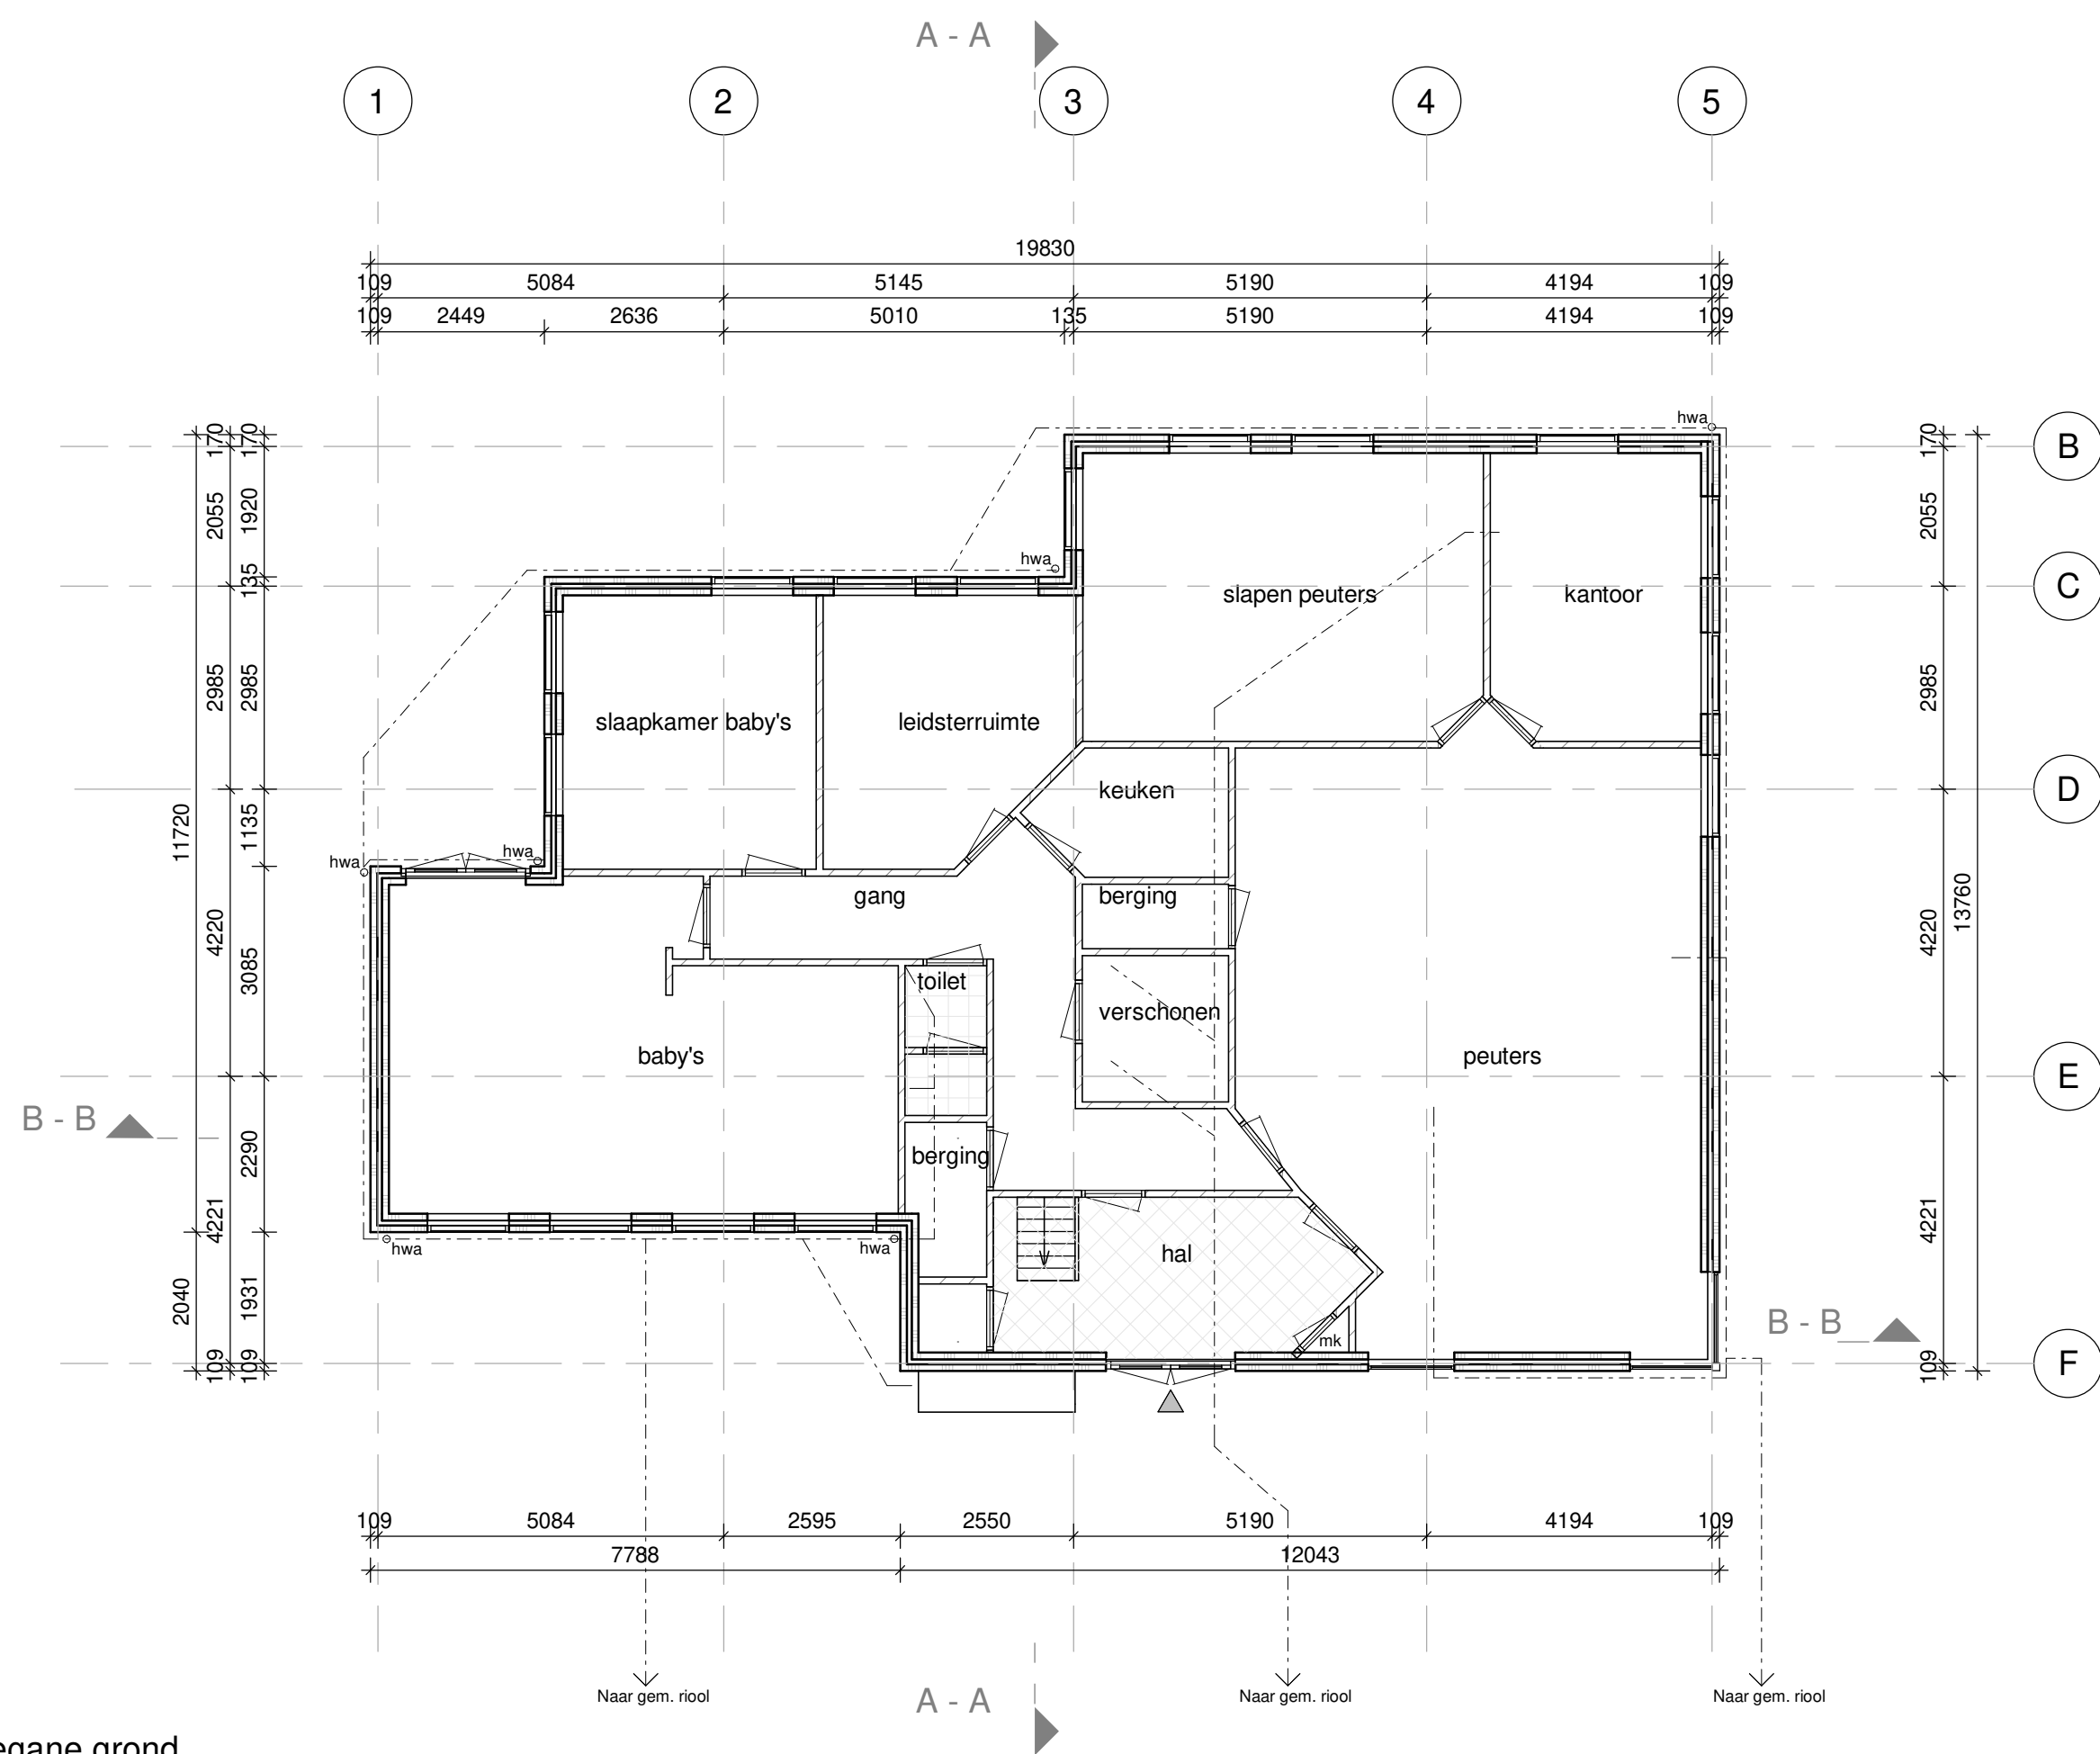 A - A
1 2 3 4 5
19830
109 5084 5145 5190 4194 109
109 2449 2636 5010 135 5190 4194 109
hwa
B
170 170 170
2055 1920 2055
hwa
C
135
slapen peuters kantoor
2985 2985 2985
slaapkamer baby's leidsterruimte
D
keuken
11720 1135
hwa hwa
gang berging
4220 3085 4220 13760
toilet
verschonen
baby's peuters
E
B - B
berging
2290
4221 4221
hwa hwa hal
2040 1931
B - B
mk
109 109 109
F
109 5084 2595 2550 5190 4194 109
7788 12043
Naar gem. riool Naar gem. riool Naar gem. riool
A - A
egane grond